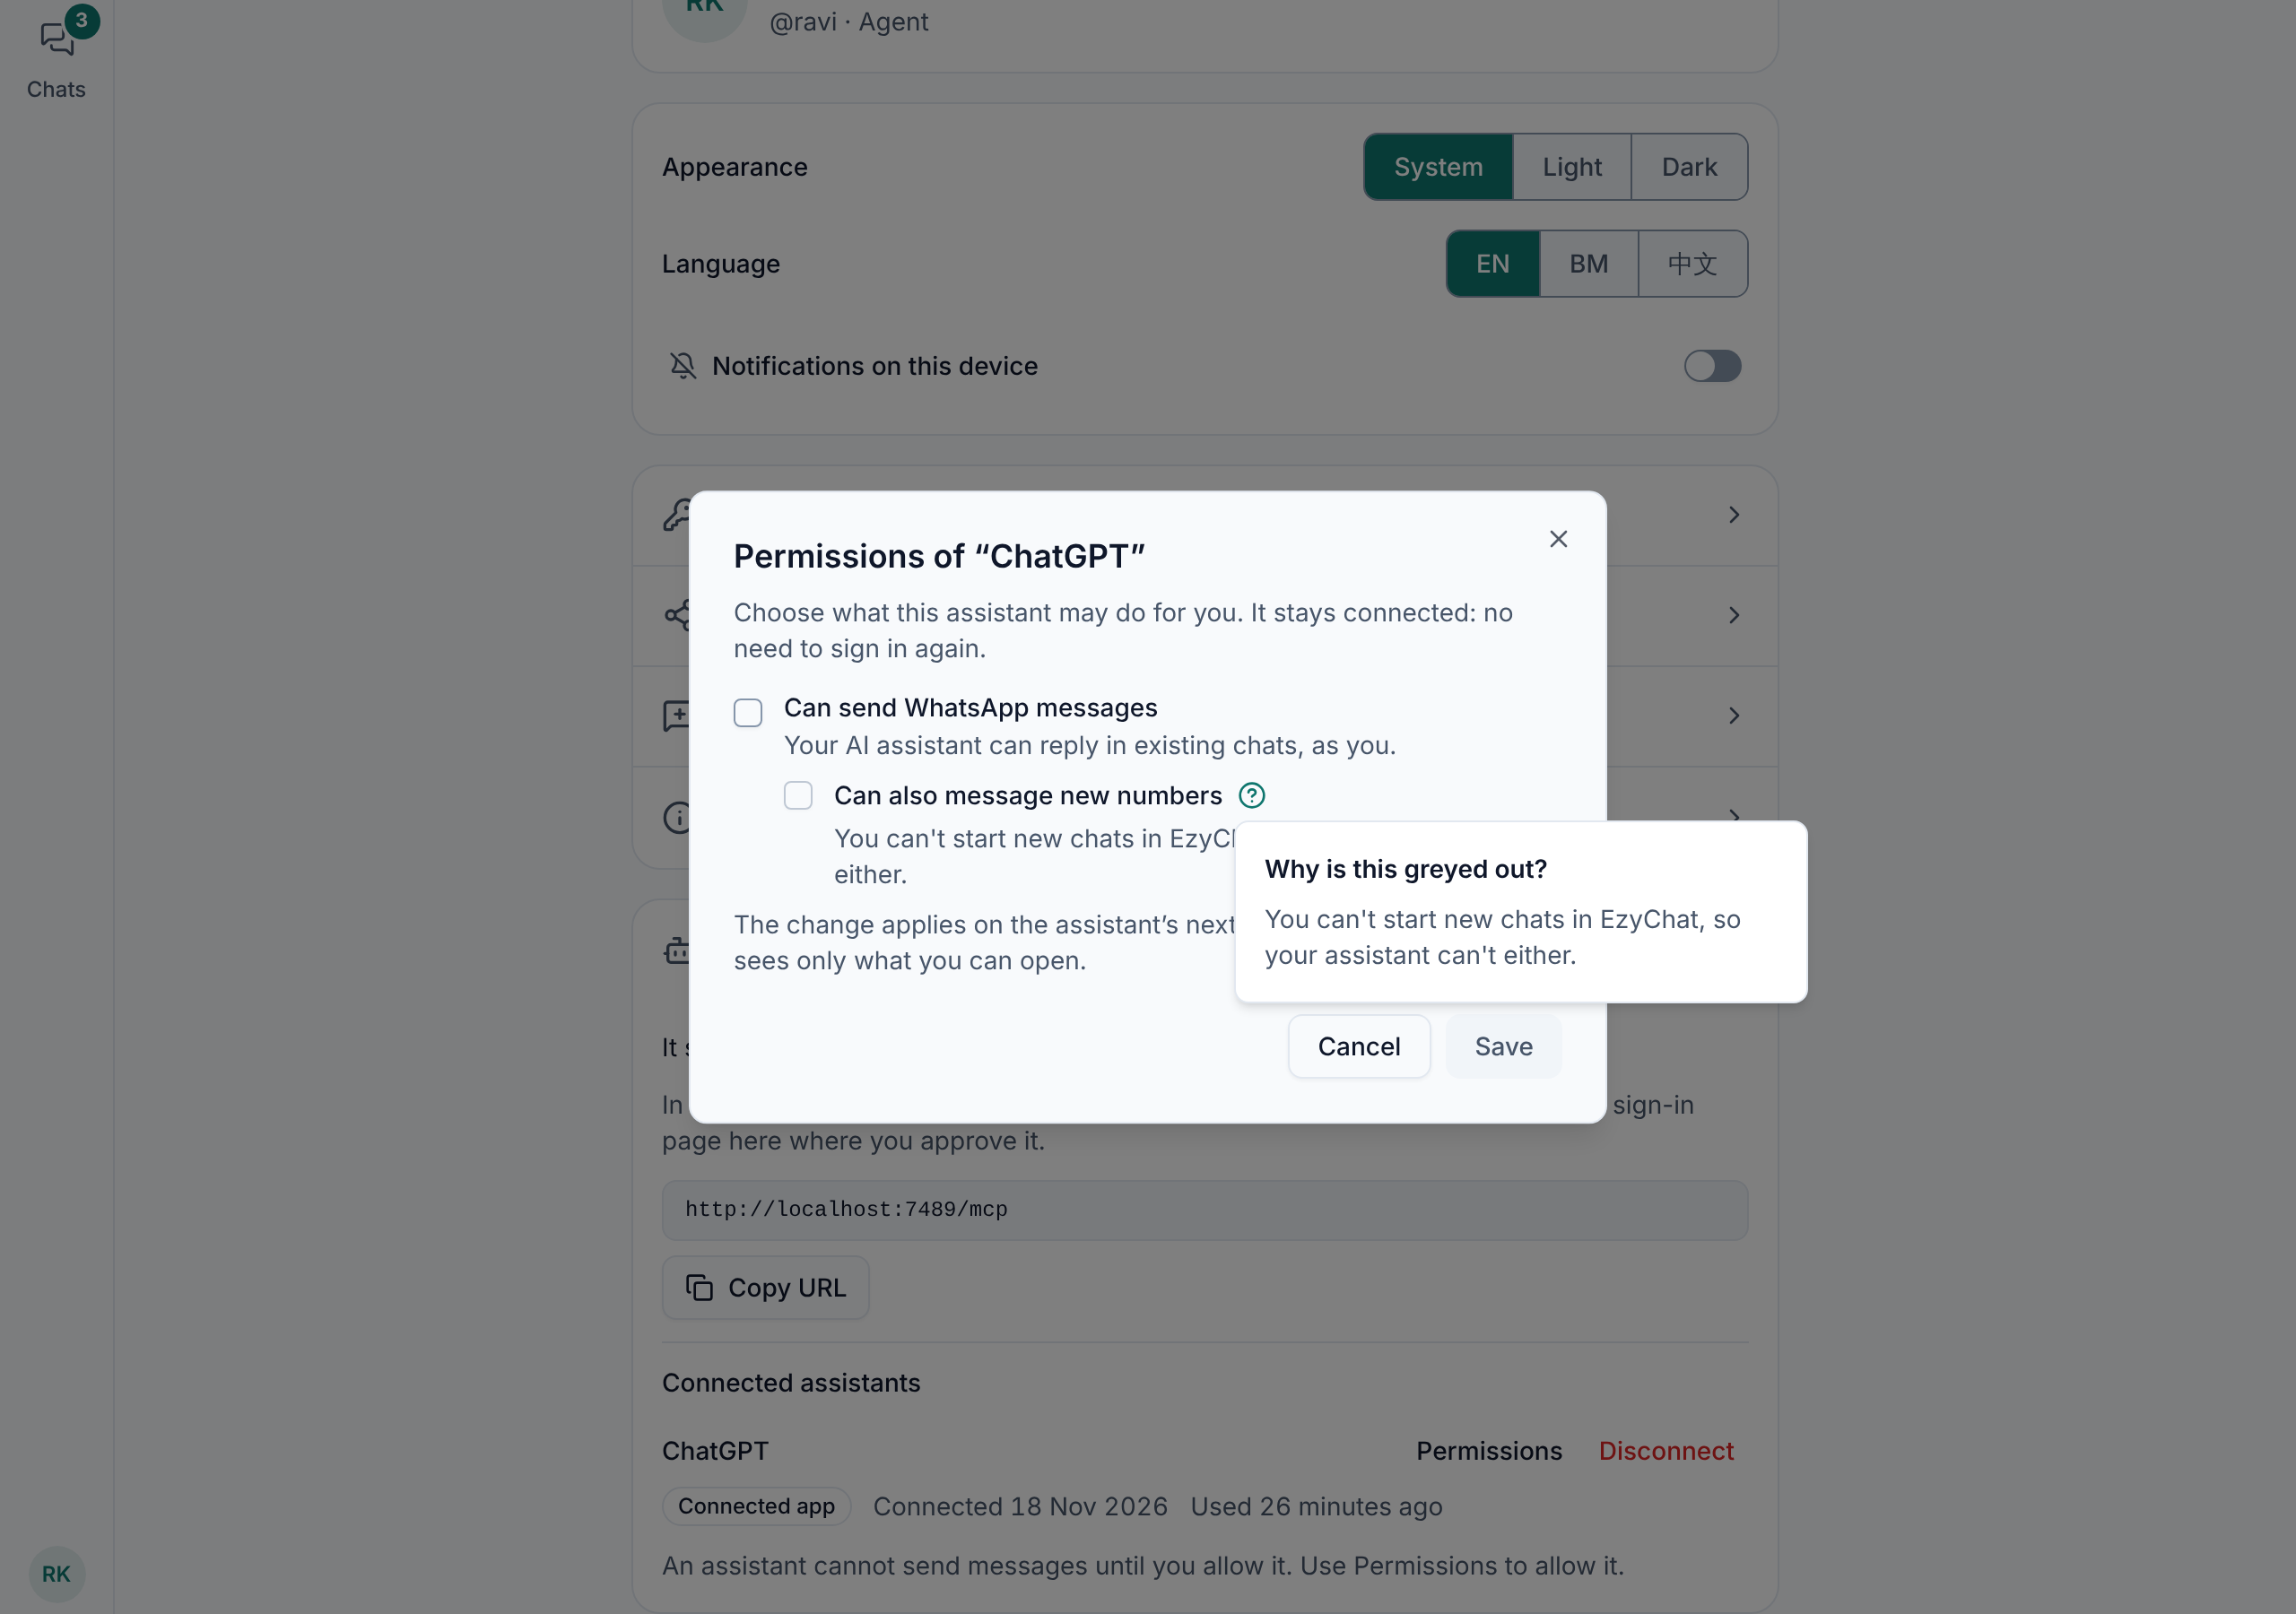 3
Chats
RK
@ravi · Agent
Appearance
System
Light
Dark
Language
EN
BM
中文
Notifications on this device
Permissions of “ChatGPT”
Choose what this assistant may do for you. It stays connected: no
need to sign in again.
Can send WhatsApp messages
Your AI assistant can reply in existing chats, as you.
Can also message new numbers
You can't start new chats in
either.
Why is this greyed out?
You can't start new chats in EzyChat, so
your assistant can't either.
The change applies on the assistant’s next
sees only what you can open.
Cancel
Save
It
In
sign-in
page here where you approve it.
http://localhost:7489/mcp
Copy URL
Connected assistants
ChatGPT
Permissions
Disconnect
Connected app
Connected 18 Nov 2026
Used 26 minutes ago
An assistant cannot send messages until you allow it. Use Permissions to allow it.
RK